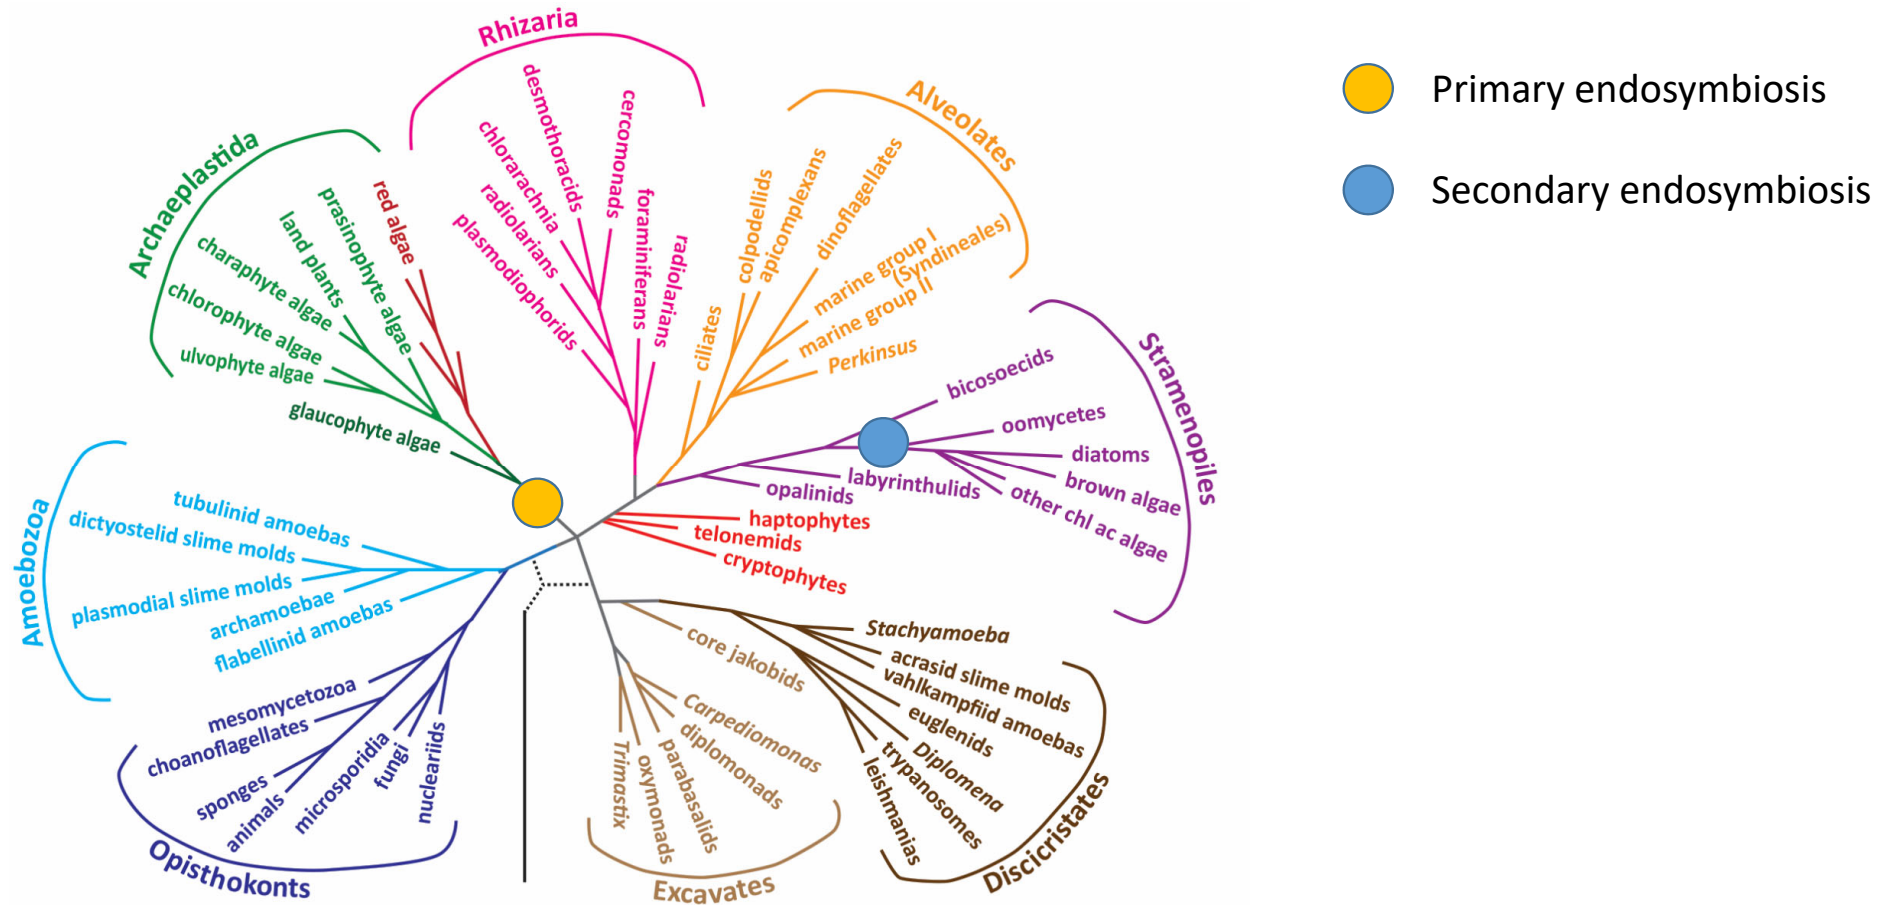 Primary endosymbiosis
Secondary endosymbiosis
Rhizaria
plasmodiophorids
radiolarians
chlorarachnia
desmothoracids
cercomonads
foraminiferans
radiolarians
Alveolates
ciliates
colpodellids
apicomplexans
dinoflagellates
marine group I
(Syndineales)
marine group II
Perkinsus
Stramenopiles
bicosoecids
oomycetes
diatoms
brown algae
other chl ac algae
labyrinthulids
opalinids
haptophytes
telonemids
cryptophytes
Discicristates
Stachyamoeba
acrasid slime molds
vahlkampfiid amoebas
euglenids
Diplomena
trypanosomes
leishmanias
core jakobids
Excavates
Carpediomonas
diplomonads
parabasalids
oxymonads
Trimastix
Opisthokonts
nucleariids
fungi
microsporidia
animals
sponges
choanoflagellates
mesomycetozoa
Amoebozoa
flabellinid amoebas
archamoebae
plasmodial slime molds
dictyostelid slime molds
tubulinid amoebas
Archaeplastida
glaucophyte algae
ulvophyte algae
chlorophyte algae
charaphyte algae
land plants
prasinophyte algae
red algae